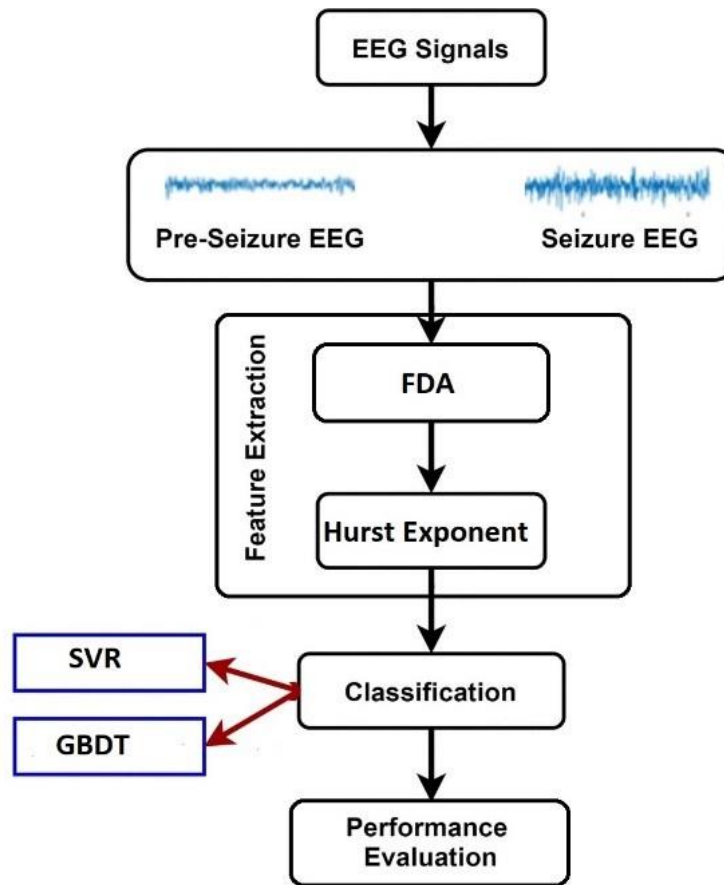 EEG Signals
Pre-Seizure EEG
Seizure EEG
Feature Extraction
FDA
Hurst Exponent
SVR
Classification
GBDT
Performance
Evaluation